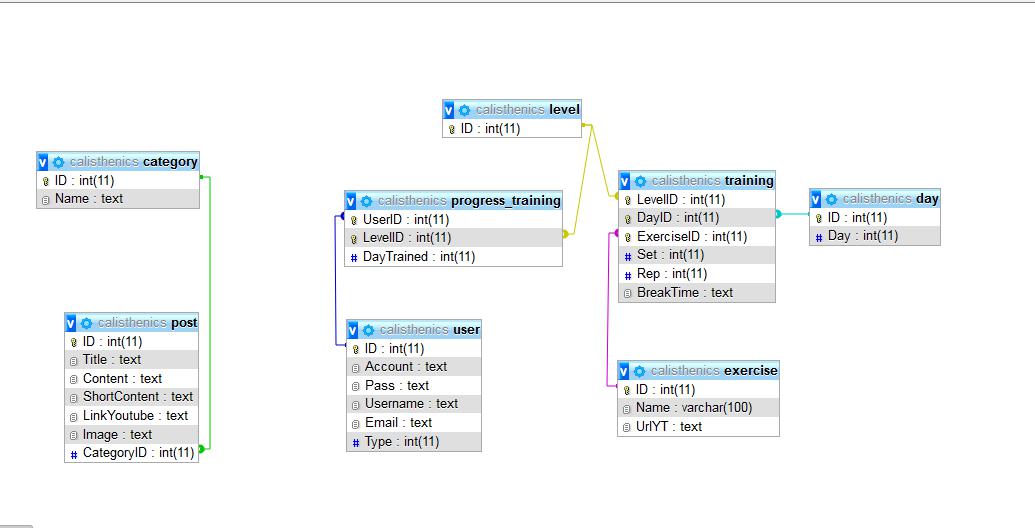 v calisthenics level
ID : int(11)
v calisthenics category
ID : int(11)
Name : text
v calisthenics progress_training
UserID : int(11)
LevelID : int(11)
DayTrained : int(11)
v calisthenics training
LevelID : int(11)
DayID : int(11)
ExerciseID : int(11)
# Set : int(11)
# Rep : int(11)
BreakTime : text
v calisthenics day
ID : int(11)
# Day : int(11)
v calisthenics post
ID : int(11)
Title : text
Content : text
ShortContent : text
LinkYoutube : text
Image : text
# CategoryID : int(11)
v calisthenics user
ID : int(11)
Account : text
Pass : text
Username : text
Email : text
# Type : int(11)
v calisthenics exercise
ID : int(11)
Name : varchar(100)
UrlYT : text